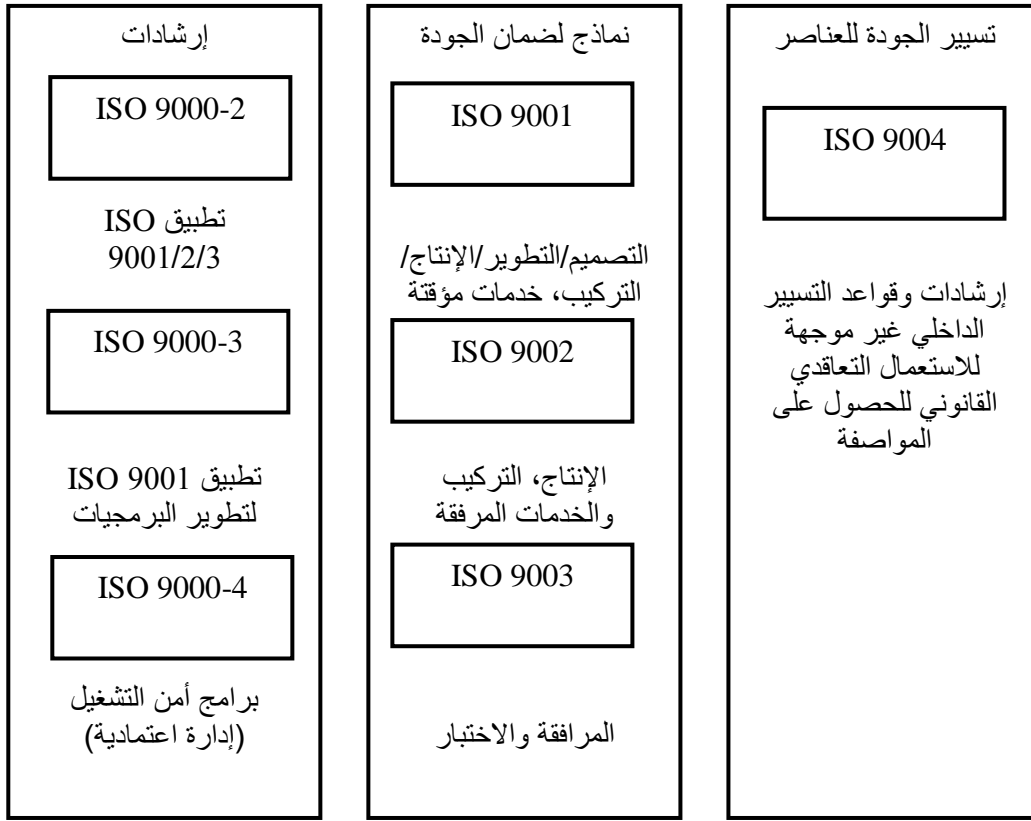 تسيير الجودة للعناصر
ISO 9004
إرشادات وقواعد التسيير
الداخلي غير موجهة
للاستعمال التعاقدي
القانوني للحصول على
المواصفة
نماذج لضمان الجودة
ISO 9001
التصميم/التطوير/الإنتاج/
التركيب، خدمات مؤقتة
ISO 9002
الإنتاج، التركيب
والخدمات المرفقة
ISO 9003
المرافقة والاختبار
إرشادات
ISO 9000-2
تطبيق ISO
9001/2/3
ISO 9000-3
تطبيق ISO 9001
لتطوير البرمجيات
ISO 9000-4
برامج أمن التشغيل
(إدارة اعتمادية)